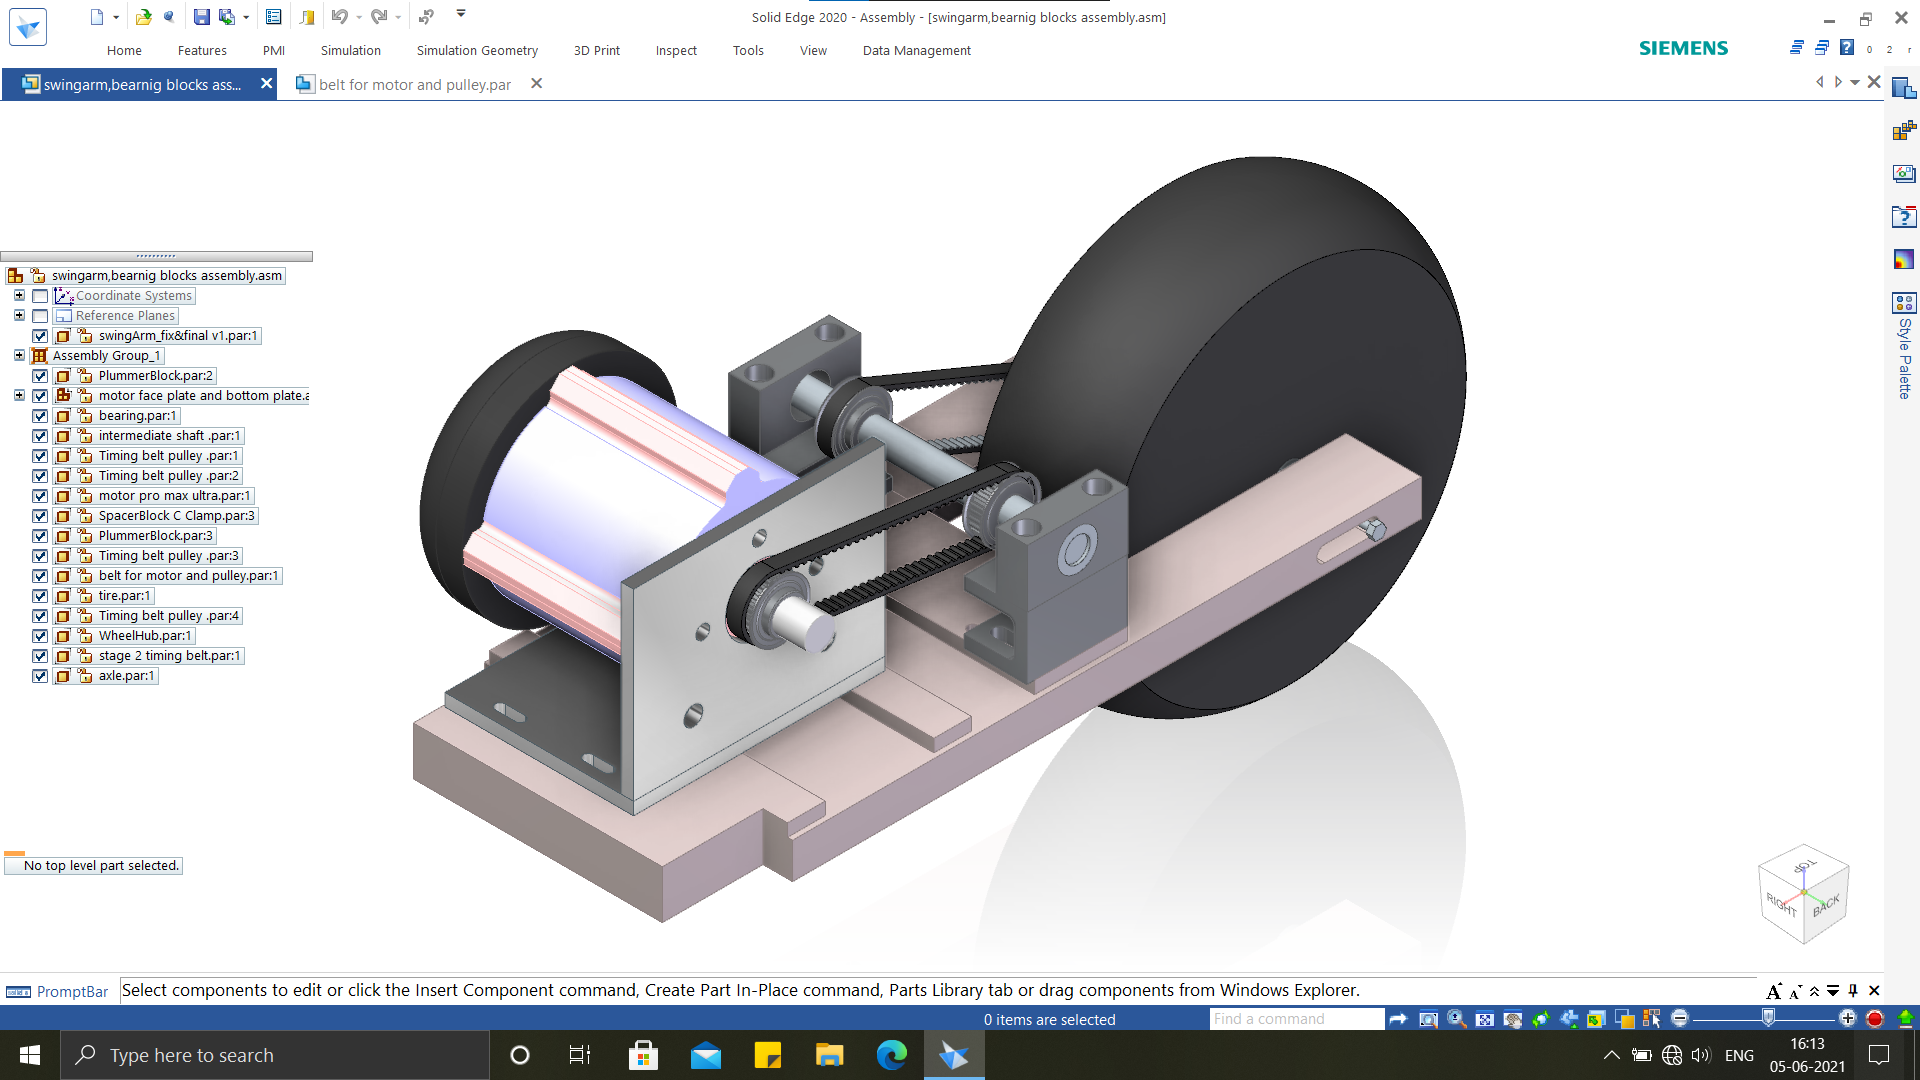 Solid Edge 2020 - Assembly - [swingarm,bearnig blocks assembly.asm]
Home Features PMI Simulation Simulation Geometry 3D Print Inspect Tools View Data Management
SIEMENS
swingarm,bearnig blocks ass...
belt for motor and pulley.par
swingarm,bearnig blocks assembly.asm
Coordinate Systems
Reference Planes
swingArm_fix&final v1.par:1
Assembly Group_1
PlummerBlock.par:2
motor face plate and bottom plate.a
bearing.par:1
intermediate shaft .par:1
Timing belt pulley .par:1
Timing belt pulley .par:2
motor pro max ultra.par:1
SpacerBlock C Clamp.par:3
PlummerBlock.par:3
Timing belt pulley .par:3
belt for motor and pulley.par:1
tire.par:1
Timing belt pulley .par:4
WheelHub.par:1
stage 2 timing belt.par:1
axle.par:1
No top level part selected.
Style Palette
TOP
RIGHT
BACK
PromptBar
Select components to edit or click the Insert Component command, Create Part In-Place command, Parts Library tab or drag components from Windows Explorer.
0 items are selected
Find a command
Type here to search
ENG
16:13
05-06-2021